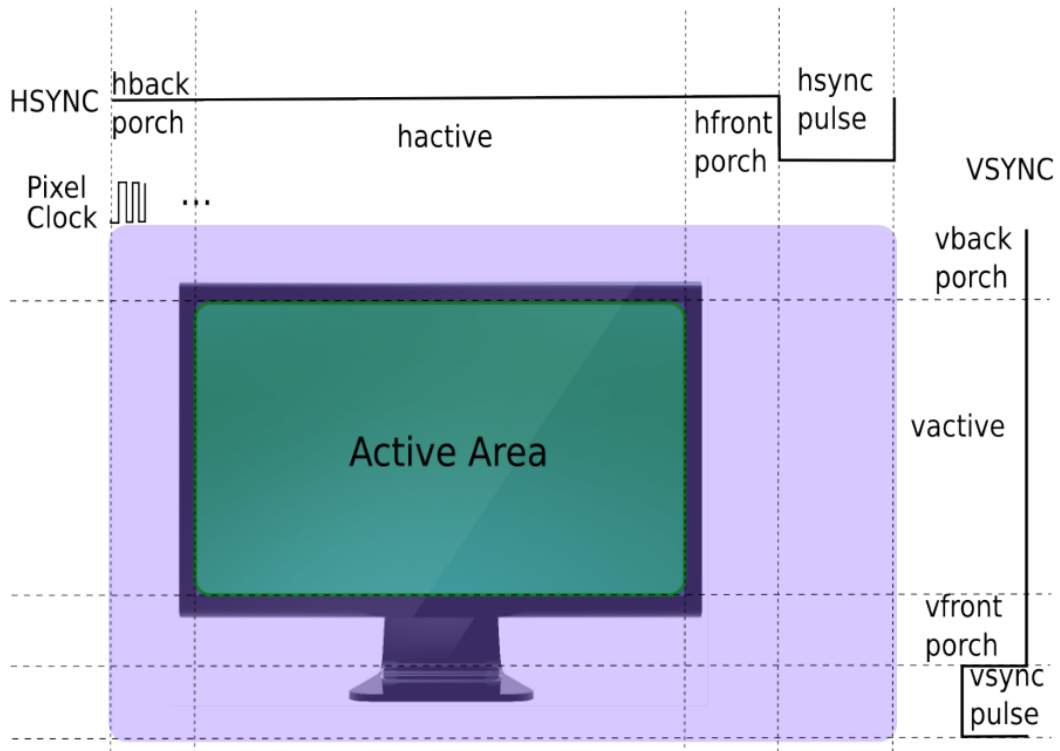 hback
HSYNC
porch
hactive
hfront
porch
hsync
pulse
VSYNC
Pixel
Clock
...
vback
porch
Active Area
vactive
vfront
porch
vsync
pulse